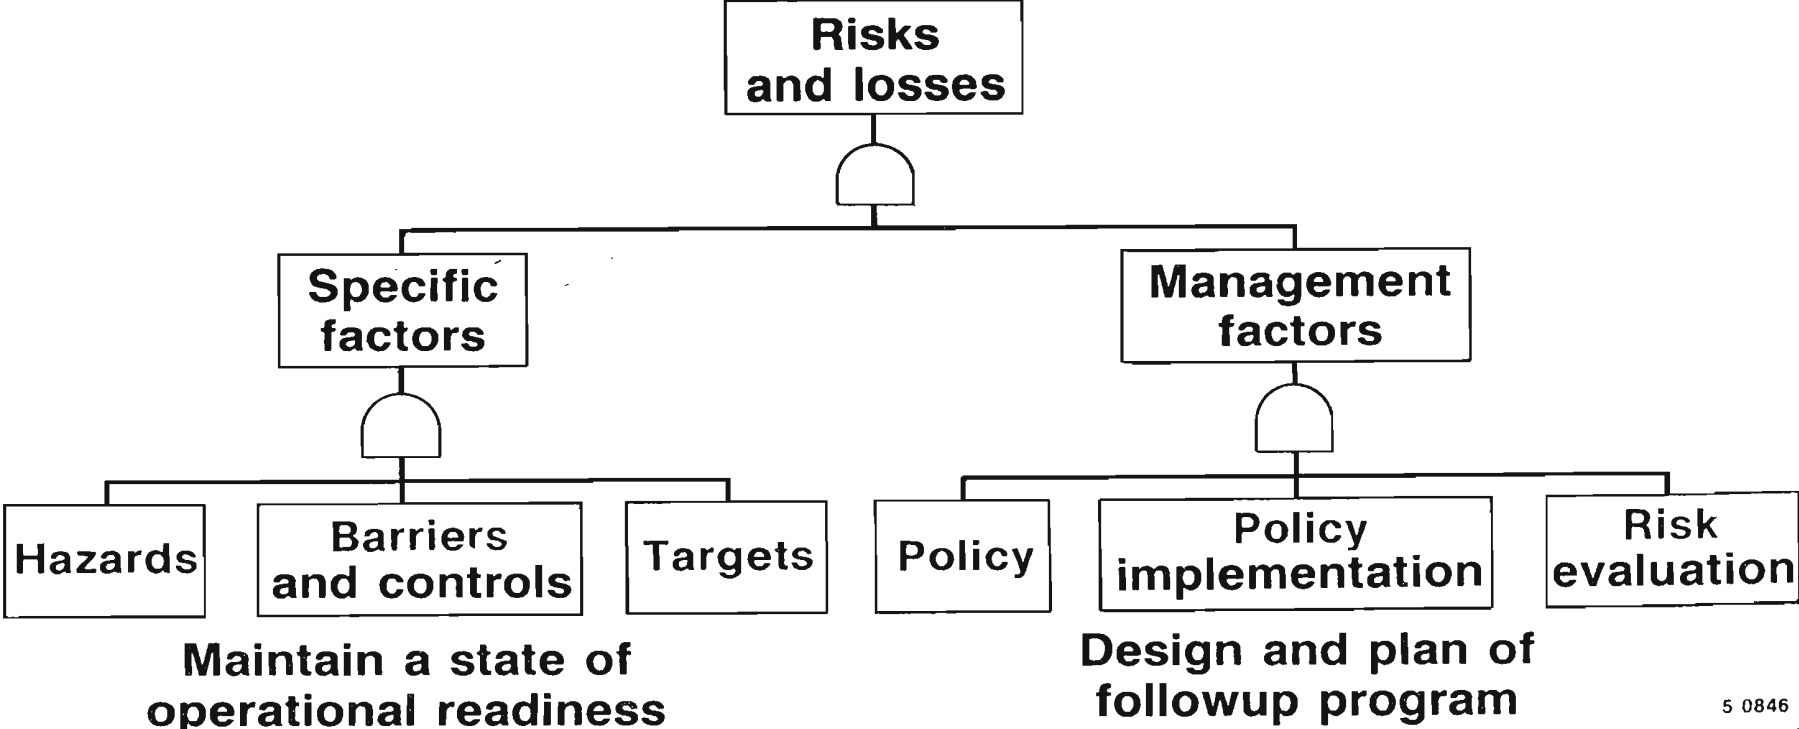 Risks
and losses
Specific
factors
Management
factors
Hazards
Barriers
and controls
Targets
Policy
Policy
implementation
Risk
evaluation
Maintain a state of
operational readiness
Design and plan of
followup program
5 0846